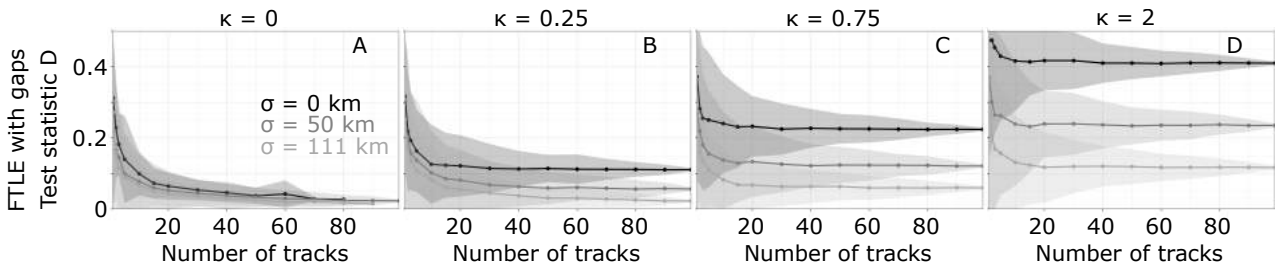 κ = 0
κ = 0.25
κ = 0.75
κ = 2
FTLE with gaps
Test statistic D
0.4
0.2
0
A
B
C
D
σ = 0 km
σ = 50 km
σ = 111 km
20 40 60 80
20 40 60 80
20 40 60 80
20 40 60 80
Number of tracks
Number of tracks
Number of tracks
Number of tracks